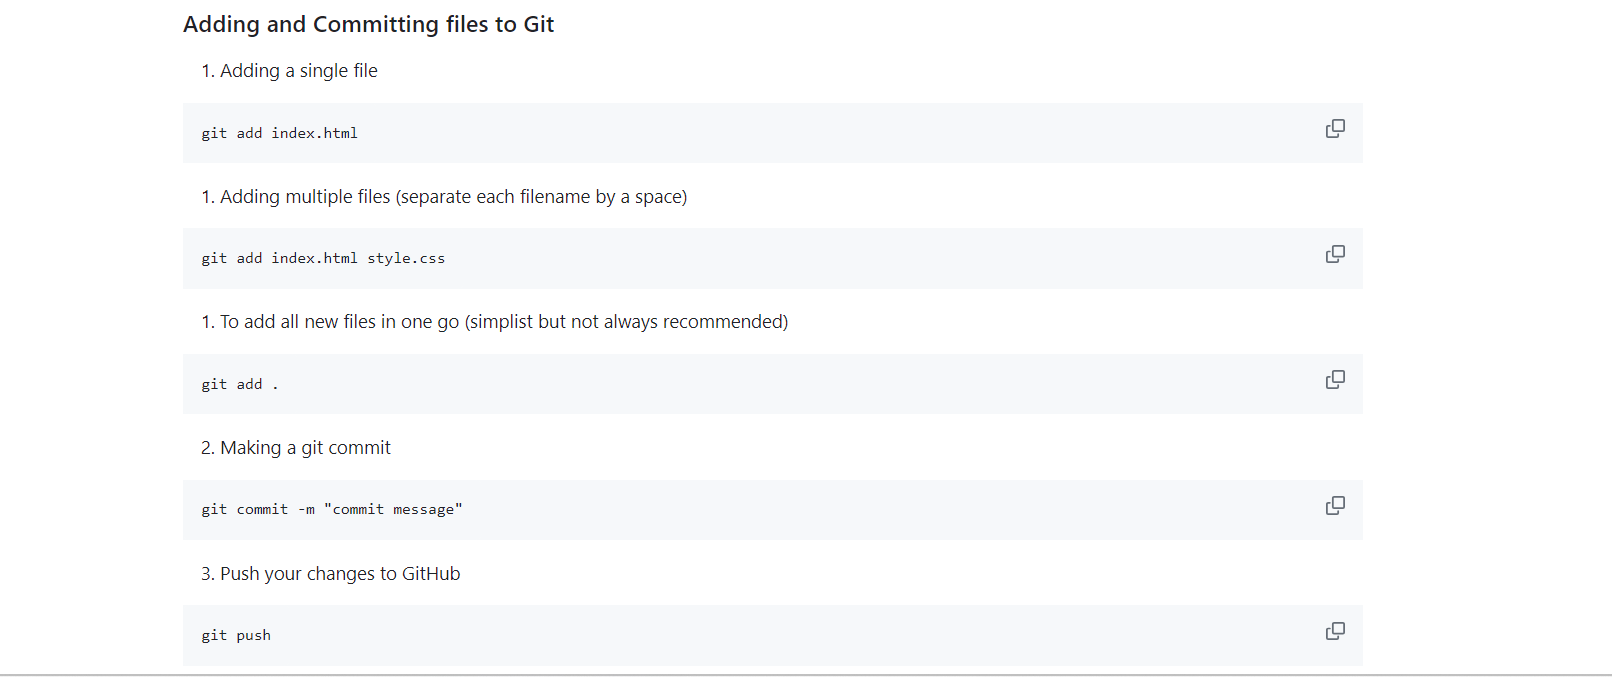 Adding and Committing files to Git
1. Adding a single file
git add index.html
1. Adding multiple files (separate each filename by a space)
git add index.html style.css
1. To add all new files in one go (simplist but not always recommended)
git add .
2. Making a git commit
git commit -m "commit message"
3. Push your changes to GitHub
git push